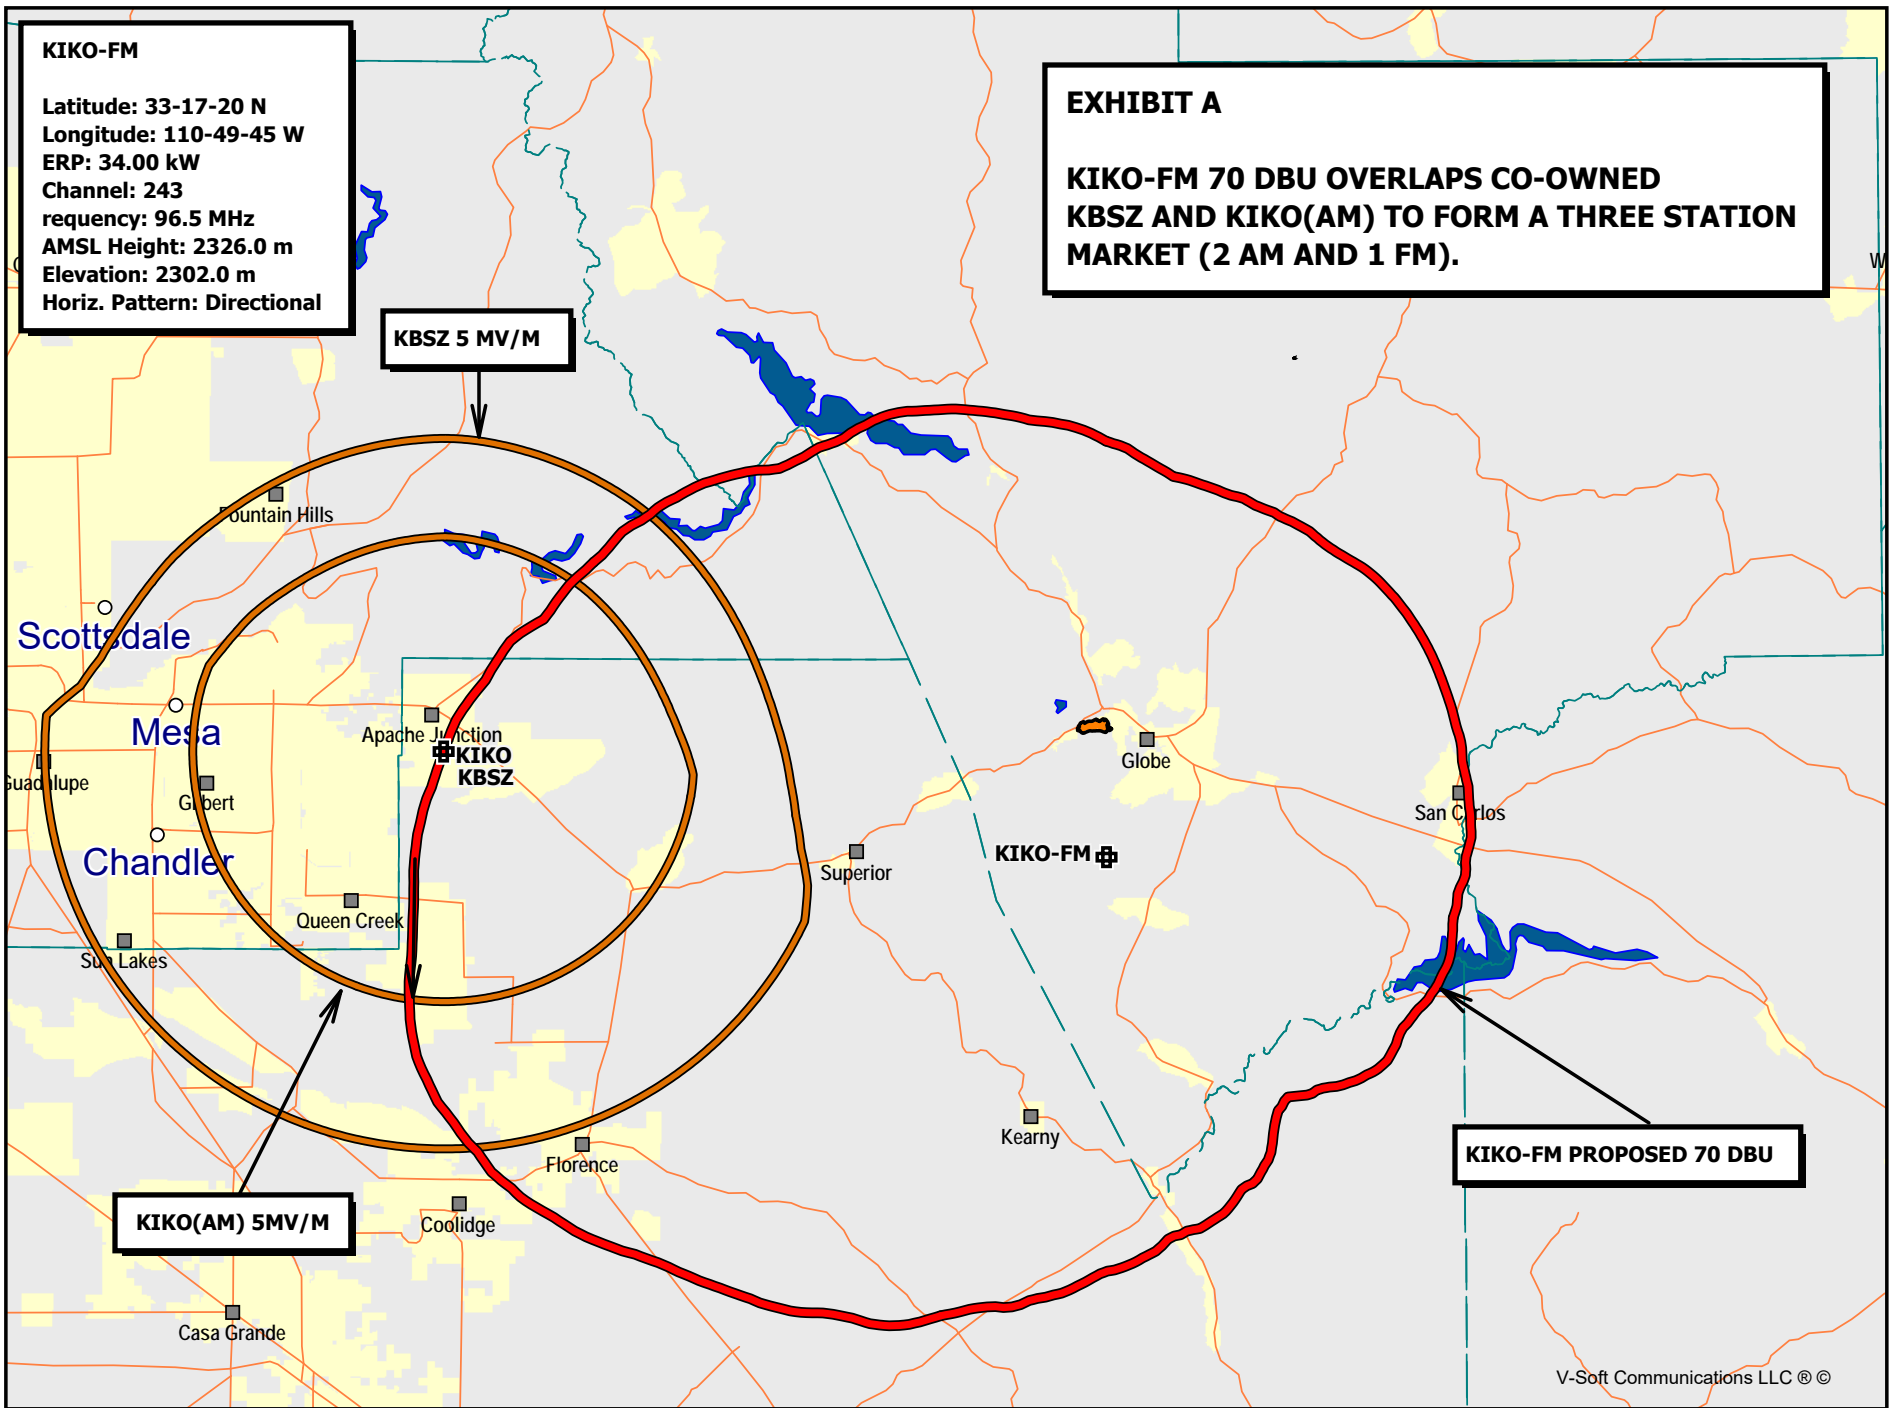 KIKO-FM
Latitude: 33-17-20 N
Longitude: 110-49-45 W
ERP: 34.00 kW
Channel: 243
requency: 96.5 MHz
AMSL Height: 2326.0 m
Elevation: 2302.0 m
Horiz. Pattern: Directional
EXHIBIT A
KIKO-FM 70 DBU OVERLAPS CO-OWNED
KBSZ AND KIKO(AM) TO FORM A THREE STATION
MARKET (2 AM AND 1 FM).
W
KBSZ 5 MV/M
Fountain Hills
Scottsdale
Mesa
Apache Junction
KIKO
KBSZ
Globe
Guadalupe
Gilbert
San Carlos
Chandler
KIKO-FM
Superior
Queen Creek
Sun Lakes
Kearny
Florence
KIKO-FM PROPOSED 70 DBU
KIKO(AM) 5MV/M
Coolidge
Casa Grande
V-Soft Communications LLC ® ©